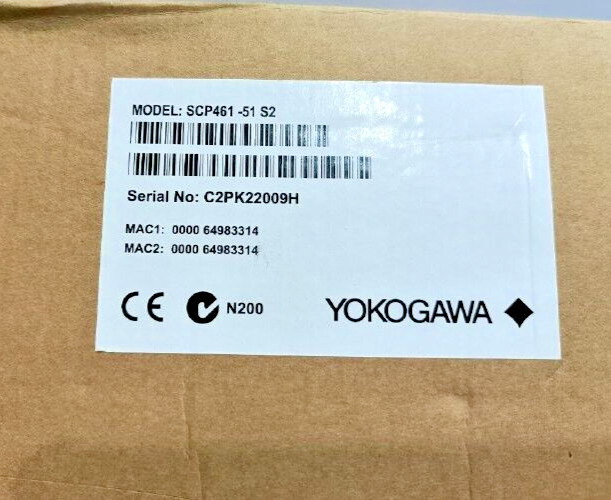 MODEL: SCP461 -51 S2
Serial No: C2PK22009H
MAC1: 0000 64983314
MAC2: 0000 64983314
CE N200 YOKOGAWA